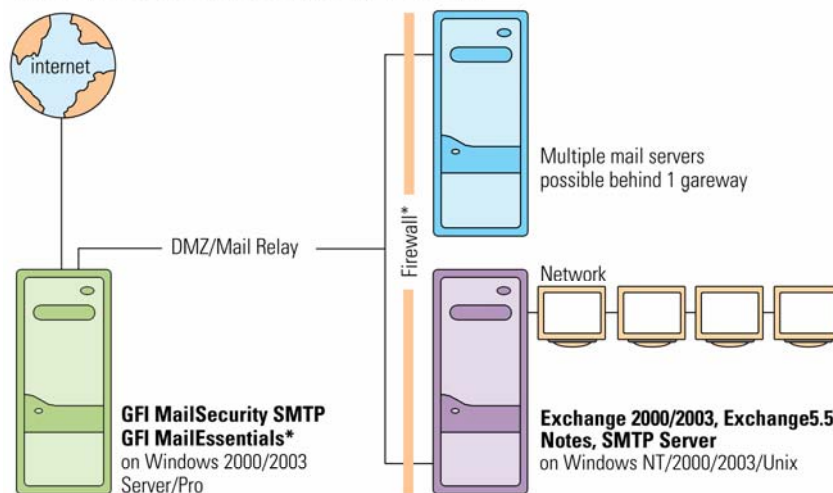 internet
Multiple mail servers
possible behind 1 gareway
DMZ/Mail Relay
Firewall*
Network
GFI MailSecurity SMTP
GFI MailEssentials*
on Windows 2000/2003
Server/Pro
Exchange 2000/2003, Exchange5.5
Notes, SMTP Server
on Windows NT/2000/2003/Unix